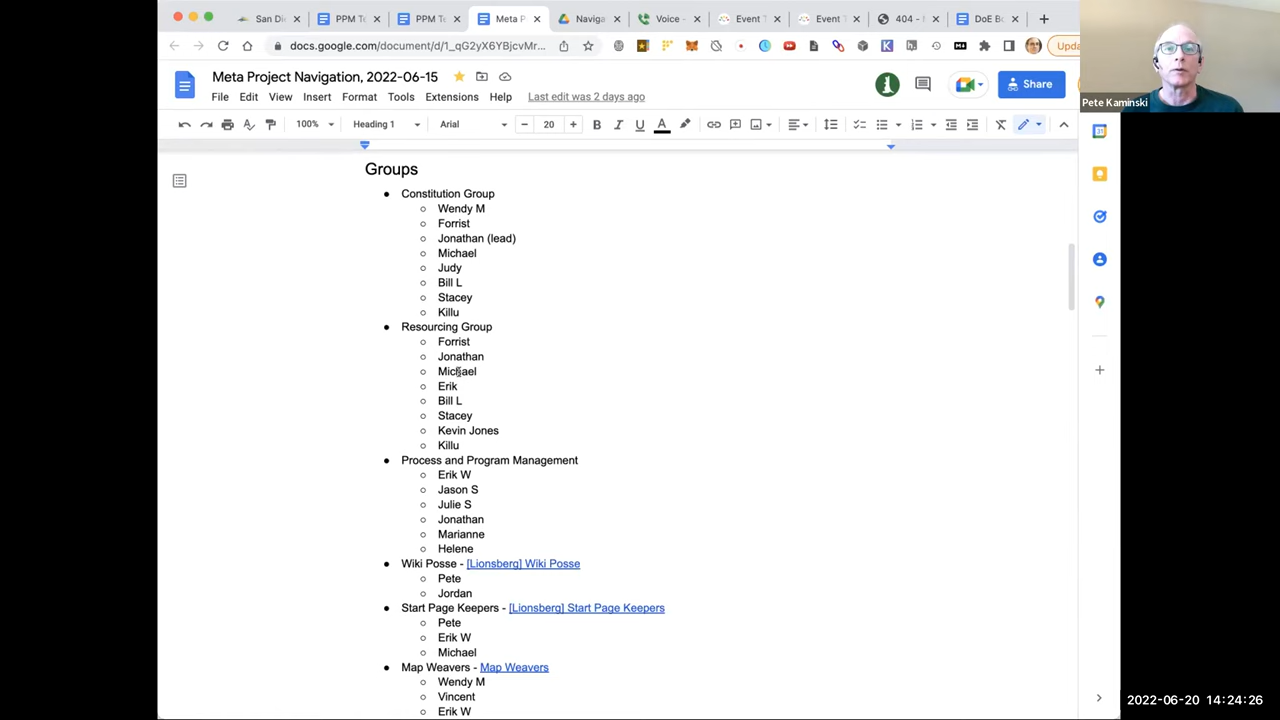 San Di
PPM T
PPM T
Meta P
Naviga
Voice -
Event T
Event T
404 -
DoE B
docs.google.com/document/d/1_qG2yX6YBjcvMr...
Upda
Meta Project Navigation, 2022-06-15
Share
File Edit View Insert Format Tools Extensions Help Last edit was 2 days ago
100% Heading 1 Arial 20
Pete Kaminski
Groups
Constitution Group
Wendy M
Forrist
Jonathan (lead)
Michael
Judy
Bill L
Stacey
Killu
Resourcing Group
Forrist
Jonathan
Michael
Erik
Bill L
Stacey
Kevin Jones
Killu
Process and Program Management
Erik W
Jason S
Julie S
Jonathan
Marianne
Helene
Wiki Posse - [Lionsberg] Wiki Posse
Pete
Jordan
Start Page Keepers - [Lionsberg] Start Page Keepers
Pete
Erik W
Michael
Map Weavers - Map Weavers
Wendy M
Vincent
Erik W
2022-06-20 14:24:26